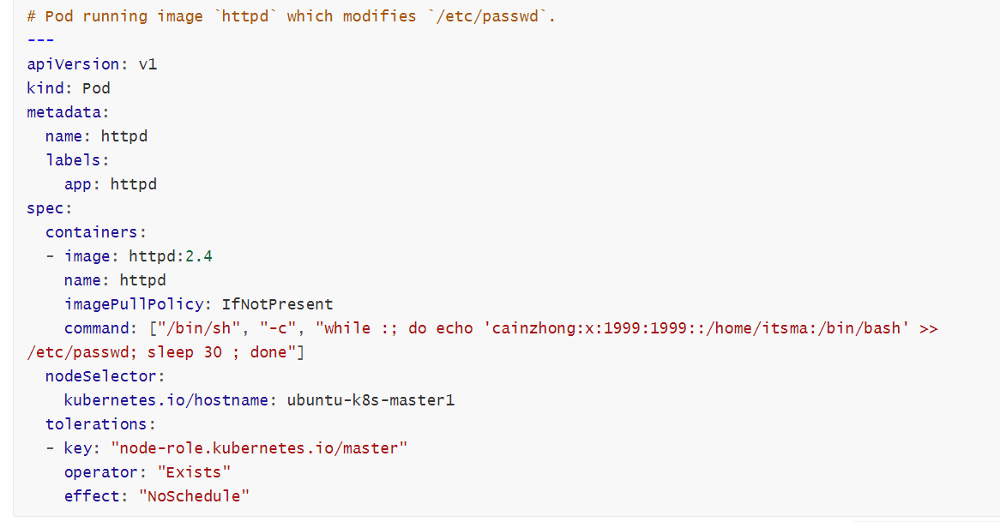 # Pod running image `httpd` which modifies `/etc/passwd`.
---
apiVersion: v1
kind: Pod
metadata:
  name: httpd
  labels:
    app: httpd
spec:
  containers:
  - image: httpd:2.4
    name: httpd
    imagePullPolicy: IfNotPresent
    command: ["/bin/sh", "-c", "while :; do echo 'cainzhong:x:1999:1999::/home/itsma:/bin/bash' >>
/etc/passwd; sleep 30 ; done"]
  nodeSelector:
    kubernetes.io/hostname: ubuntu-k8s-master1
  tolerations:
  - key: "node-role.kubernetes.io/master"
    operator: "Exists"
    effect: "NoSchedule"